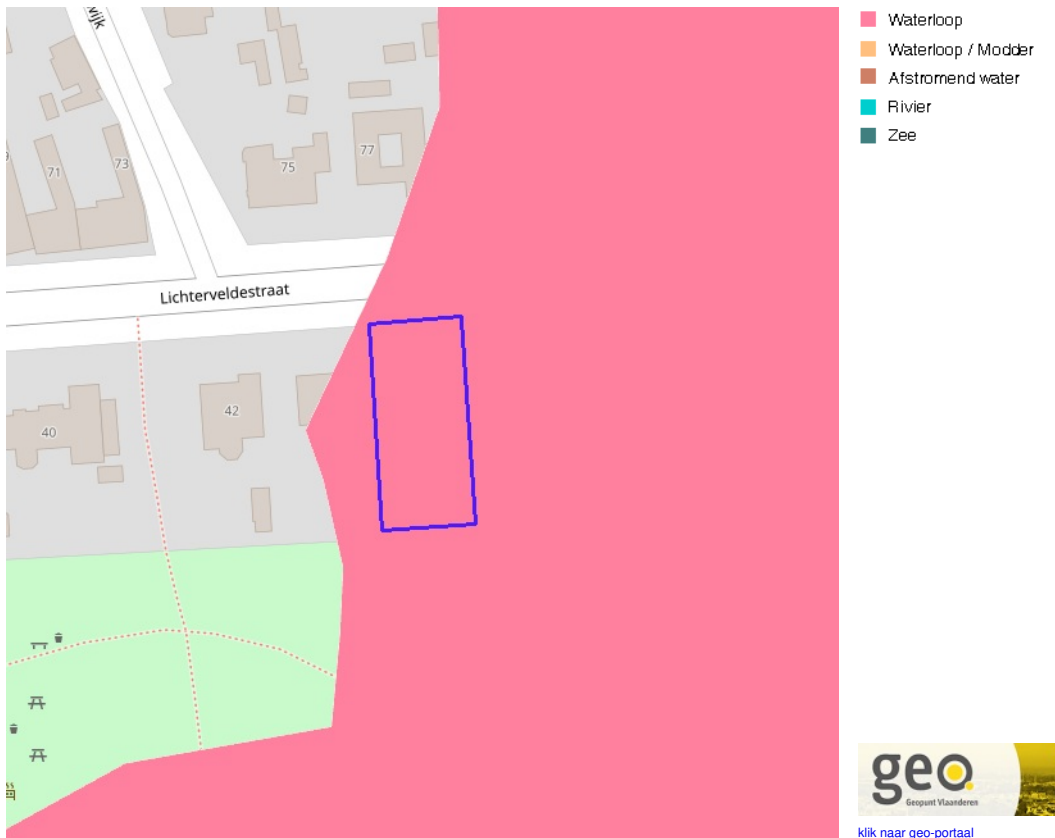 wijk
71
73
75
77
Lichterveldestraat
40
42
Waterloop
Waterloop / Modder
Afstromend water
Rivier
Zee
geo.
Geopunt Vlaanderen
klik naar geo-portaal